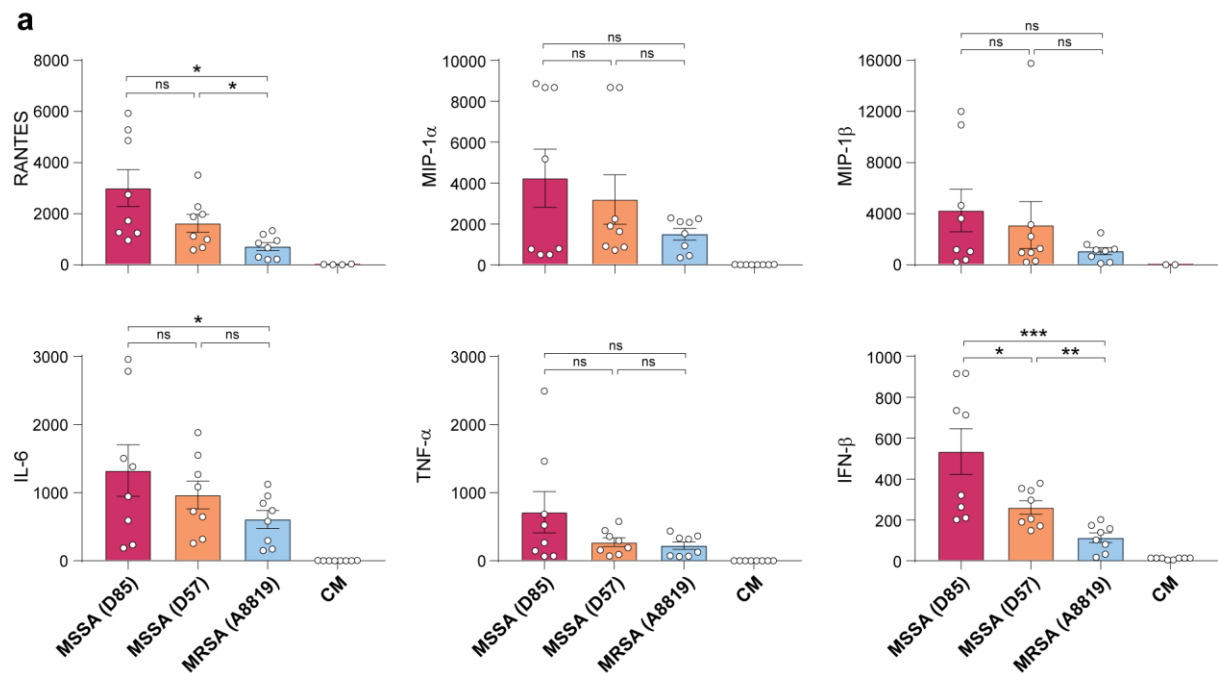 a
RANTES
8000
6000
4000
2000
0
*
ns
*
MIP-1α
10000
8000
6000
4000
2000
0
ns
ns
ns
MIP-1β
16000
12000
8000
4000
0
ns
ns
ns
IL-6
3000
2000
1000
0
*
ns
ns
MSSA (D85)
MSSA (D57)
MRSA (A8819)
CM
TNF-α
3000
2000
1000
0
ns
ns
ns
MSSA (D85)
MSSA (D57)
MRSA (A8819)
CM
IFN-β
1000
800
600
400
200
0
***
*
**
MSSA (D85)
MSSA (D57)
MRSA (A8819)
CM